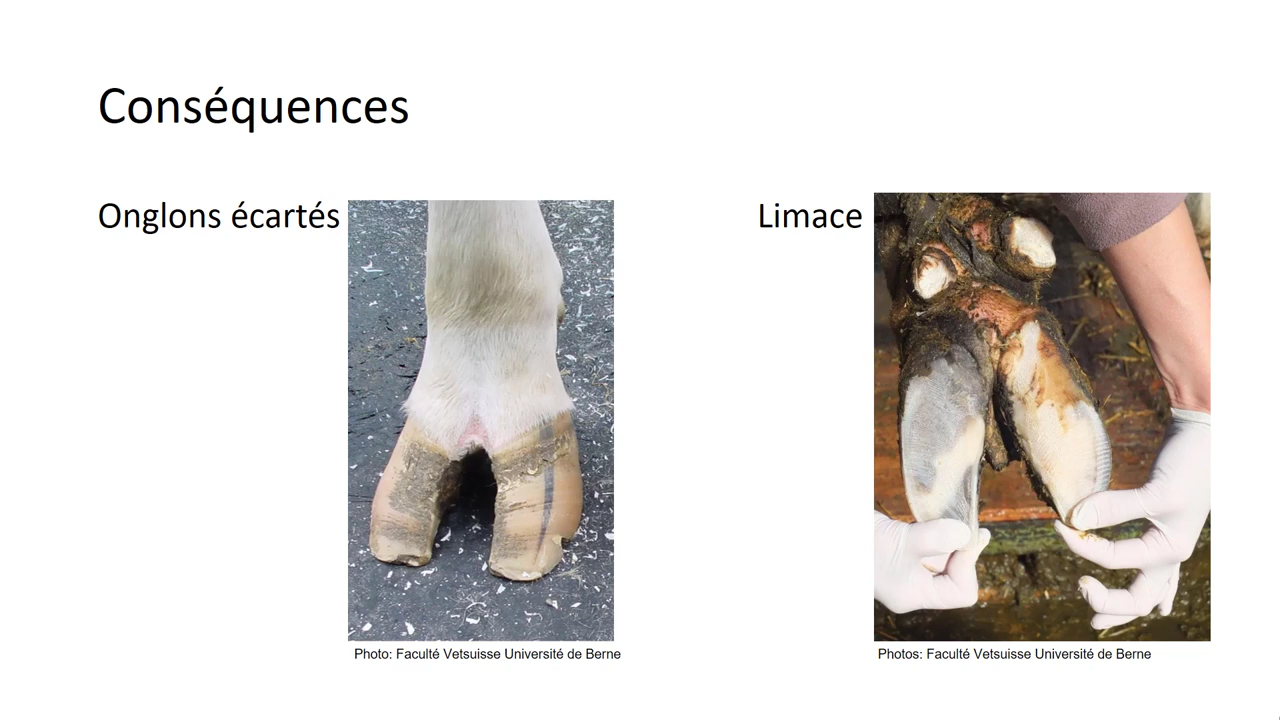 Conséquences
Onglons écartés
Limace
Photo: Faculté Vetsuisse Université de Berne
Photos: Faculté Vetsuisse Université de Berne